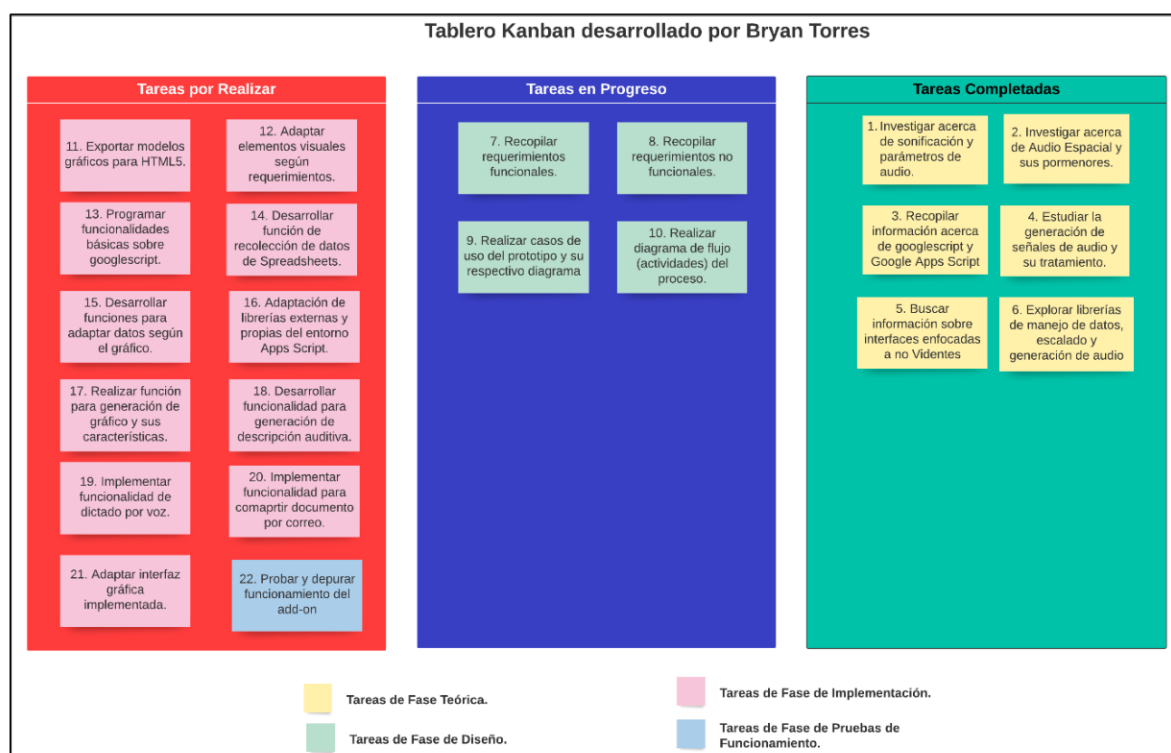 Tablero Kanban desarrollado por Bryan Torres
Tareas por Realizar
11. Exportar modelos
gráficos para HTML5.
12. Adaptar
elementos visuales
según
requerimientos.
13. Programar
funcionalidades
básicas sobre
googlescript.
14. Desarrollar
función de
recolección de datos
de Spreadsheets.
15. Desarrollar
funciones para
adaptar datos según
el gráfico.
16. Adaptación de
librerías externas y
propias del entorno
Apps Script.
17. Realizar función
para generación de
gráfico y sus
características.
18. Desarrollar
funcionalidad para
generación de
descripción auditiva.
19. Implementar
funcionalidad de
dictado por voz.
20. Implementar
funcionalidad para
comaprtir documento
por correo.
21. Adaptar interfaz
gráfica
implementada.
22. Probar y depurar
funcionamiento del
add-on
Tareas en Progreso
7. Recopilar
requerimientos
funcionales.
8. Recopilar
requerimientos no
funcionales.
9. Realizar casos de
uso del prototipo y su
respectivo diagrama
10. Realizar
diagrama de flujo
(actividades) del
proceso.
Tareas Completadas
1. Investigar acerca
de sonificación y
parámetros de
audio.
2. Investigar acerca
de Audio Espacial y
sus pormenores.
3. Recopilar
información acerca
de googlescript y
Google Apps Script
4. Estudiar la
generación de
señales de audio y
su tratamiento.
5. Buscar
información sobre
interfaces enfocadas
a no Videntes
6. Explorar librerías
de manejo de datos,
escalado y
generación de audio
Tareas de Fase Teórica.
Tareas de Fase de Diseño.
Tareas de Fase de Implementación.
Tareas de Fase de Pruebas de
Funcionamiento.